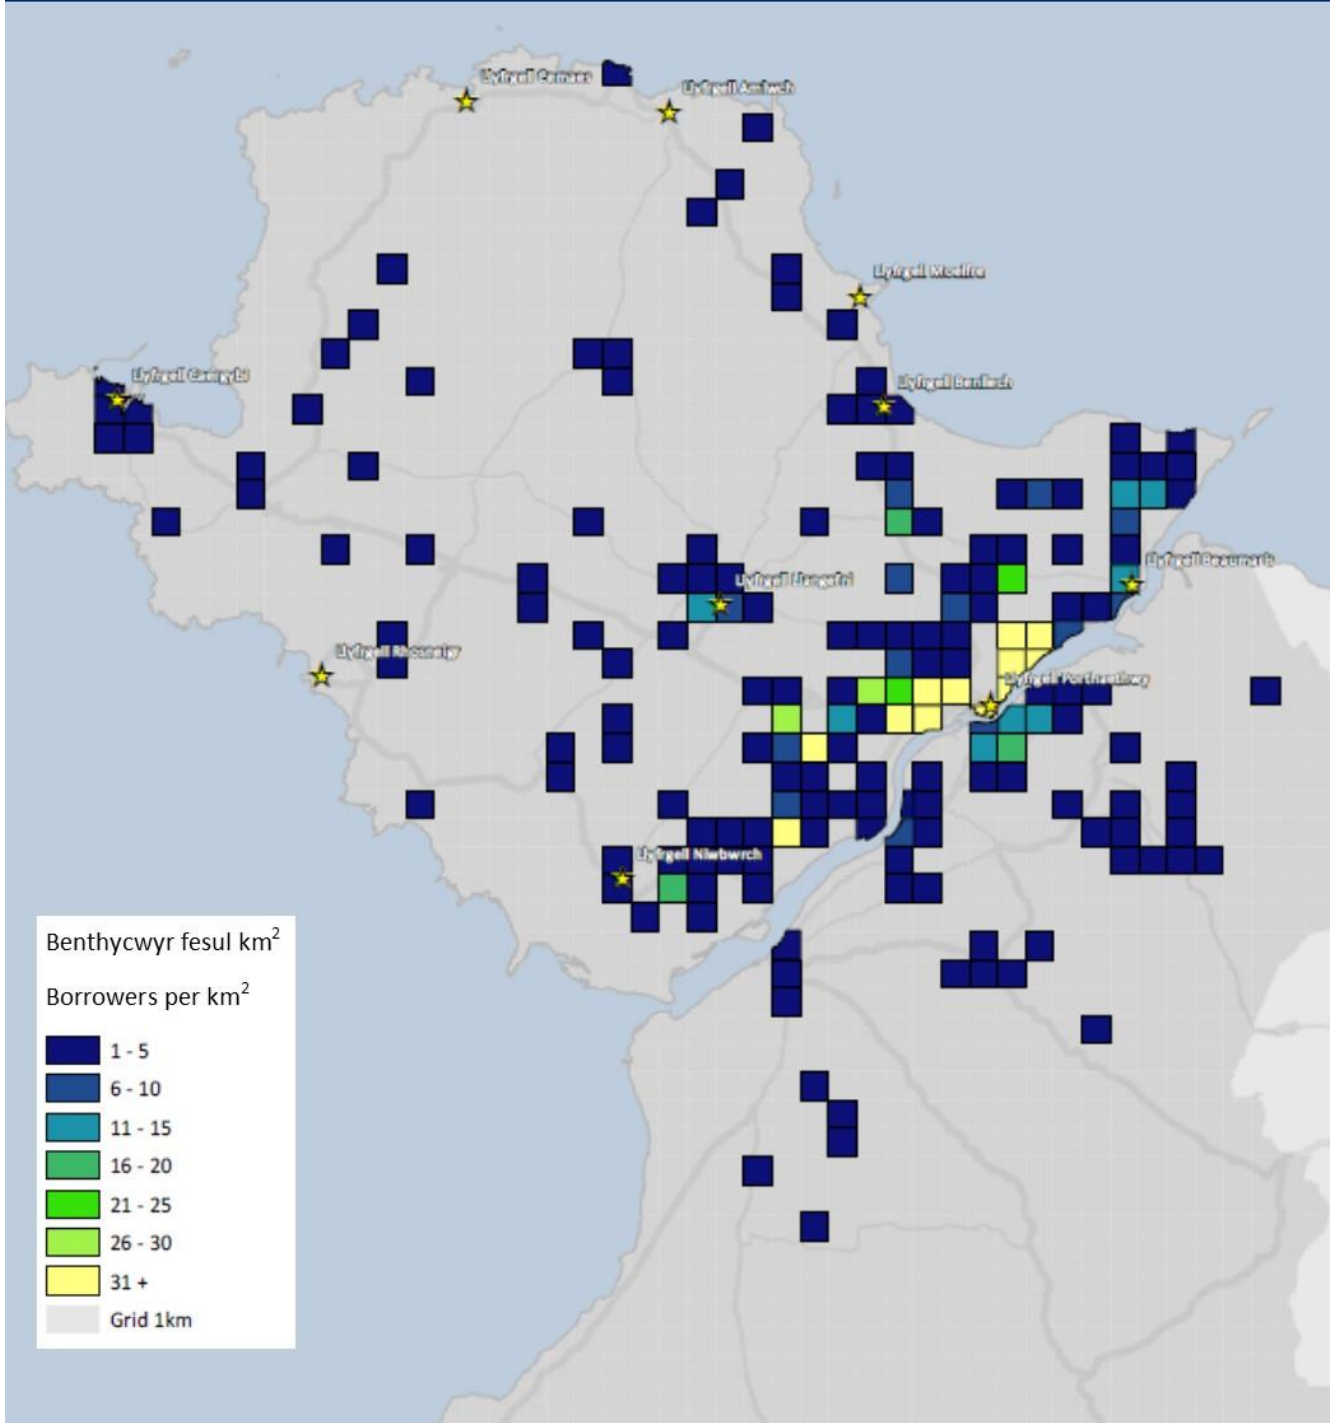 Llyfrgell Cemaes
Llyfrgell Amlwch
Llyfrgell Moelfre
Llyfrgell Caergybi
Llyfrgell Benllech
Llyfrgell Beaumaris
Llyfrgell Llangefni
Llyfrgell Rhosneigr
Llyfrgell Porthaethwy
Llyfrgell Niwbwrch
Benthycwyr fesul km²
Borrowers per km²
1 - 5
6 - 10
11 - 15
16 - 20
21 - 25
26 - 30
31 +
Grid 1km